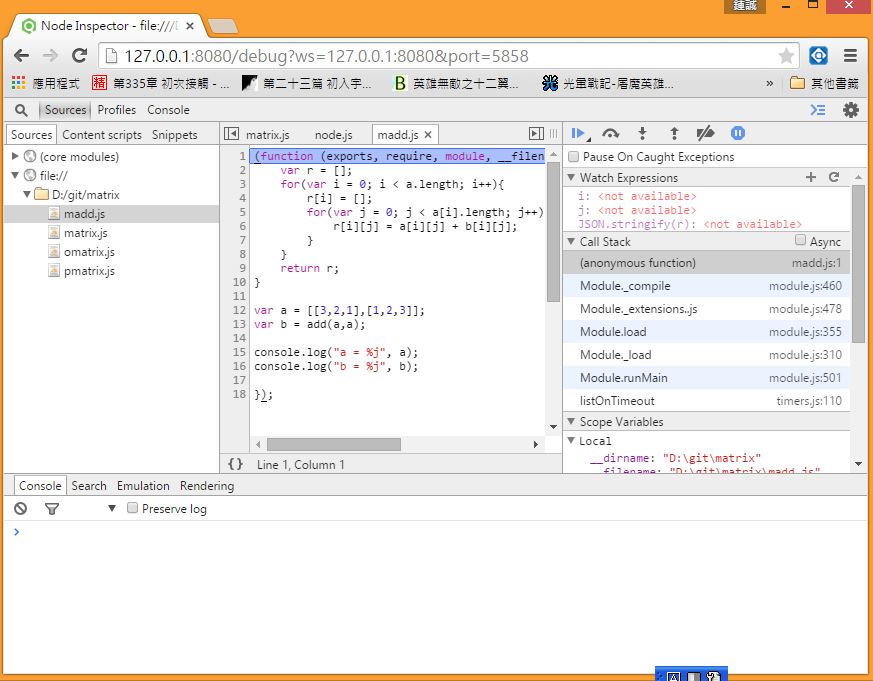 鍾誠
Node Inspector - file:///
127.0.0.1:8080/debug?ws=127.0.0.1:8080&port=5858
應用程式 積 第335章 初次接觸 - ... 第二十三篇 初入宇... B 英雄無敵之十二翼... 光暈戰記-屠魔英雄... » 其他書籤
Sources Profiles Console
Sources Content scripts Snippets
(core modules)
file://
D:/git/matrix
madd.js
matrix.js
omatrix.js
pmatrix.js
matrix.js node.js madd.js ×
1 (function (exports, require, module, __filen
2 var r = [];
3 for(var i = 0; i < a.length; i++){
4 r[i] = [];
5 for(var j = 0; j < a[i].length; j++)
6 r[i][j] = a[i][j] + b[i][j];
7 }
8 }
9 return r;
10 }
11
12 var a = [[3,2,1],[1,2,3]];
13 var b = add(a,a);
14
15 console.log("a = %j", a);
16 console.log("b = %j", b);
17
18 });
{} Line 1, Column 1
Pause On Caught Exceptions
Watch Expressions
i: <not available>
j: <not available>
JSON.stringify(r): <not available>
Call Stack Async
(anonymous function) madd.js:1
Module._compile module.js:460
Module._extensions..js module.js:478
Module.load module.js:355
Module._load module.js:310
Module.runMain module.js:501
listOnTimeout timers.js:110
Scope Variables
Local
__dirname: "D:\git\matrix"
__filename: "D:\git\matrix\madd.js"
Console Search Emulation Rendering
Preserve log
>
A